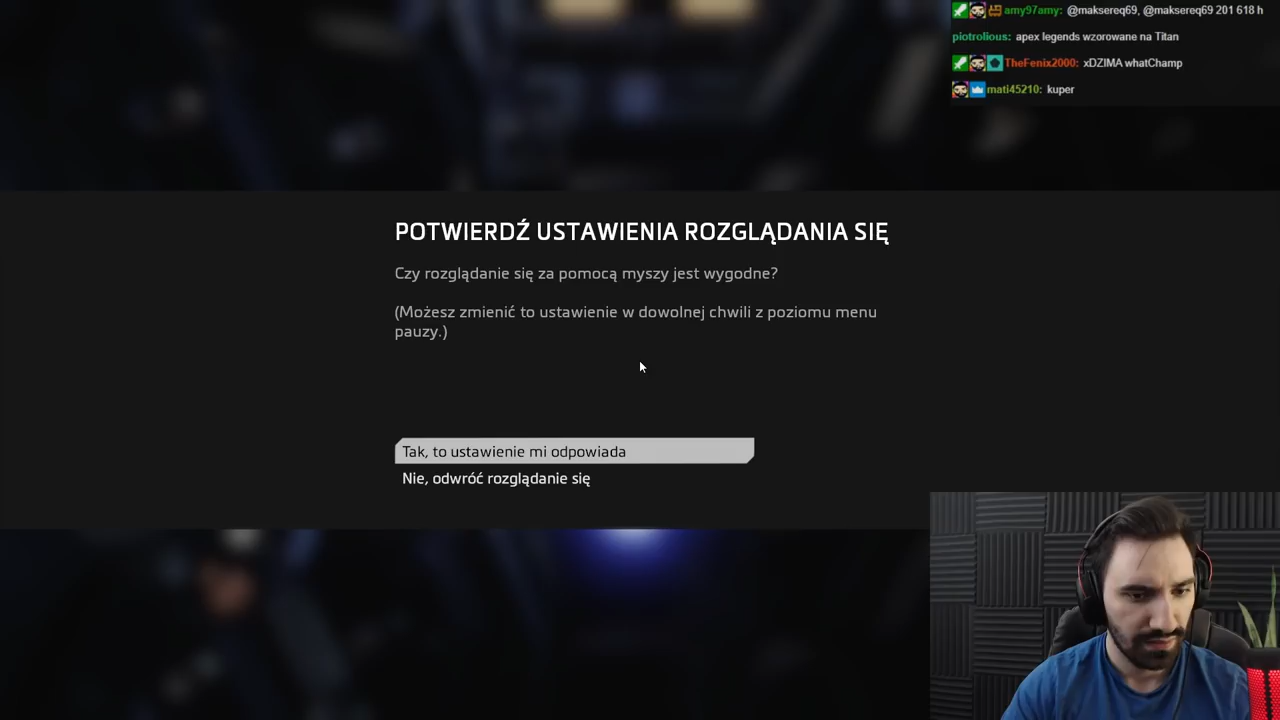 amy97amy: @maksereq69, @maksereq69 201 618 h
piotrolious: apex legends wzorowane na Titan
TheFenix2000: xDZIMA whatChamp
mati45210: kuper
POTWIERDŹ USTAWIENIA ROZGLĄDANIA SIĘ
Czy rozglądanie się za pomocą myszy jest wygodne?
(Możesz zmienić to ustawienie w dowolnej chwili z poziomu menu
pauzy.)
Tak, to ustawienie mi odpowiada
Nie, odwróć rozglądanie się